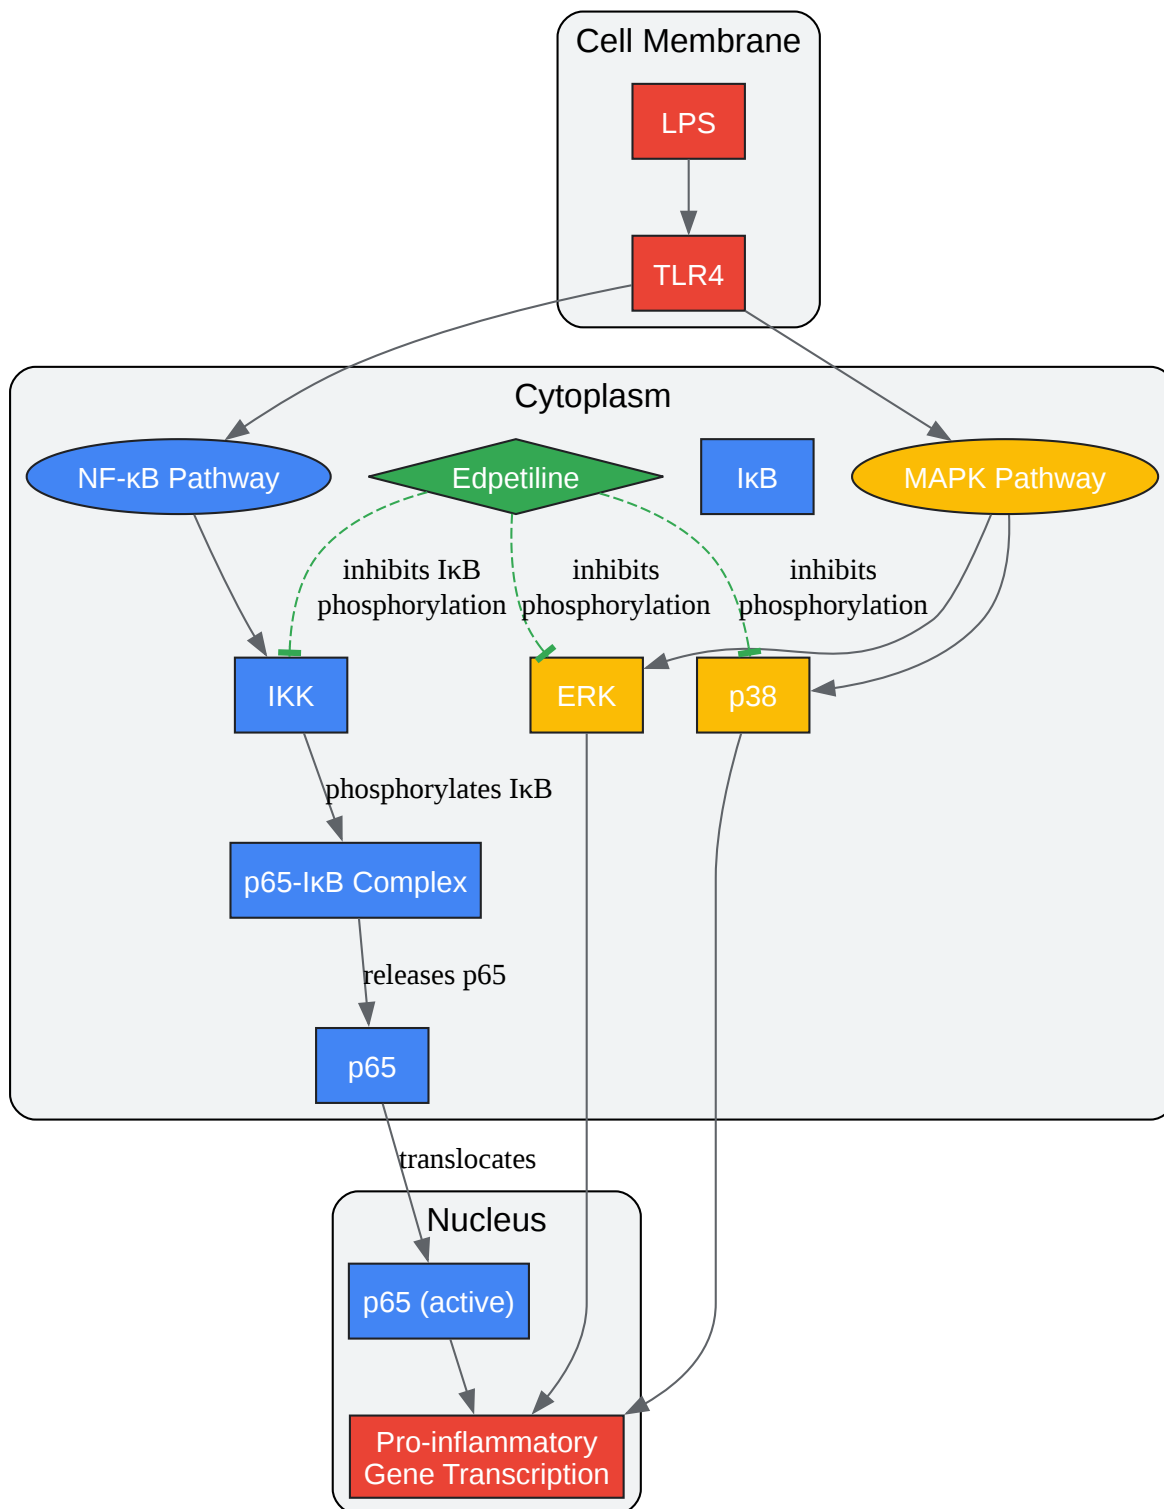 Cell Membrane
LPS
TLR4
Cytoplasm
NF-κB Pathway
Edpetiline
IκB
MAPK Pathway
inhibits IκB
phosphorylation
inhibits
phosphorylation
inhibits
phosphorylation
IKK
ERK
p38
phosphorylates IκB
p65-IκB Complex
releases p65
p65
translocates
Nucleus
p65 (active)
Pro-inflammatory
Gene Transcription